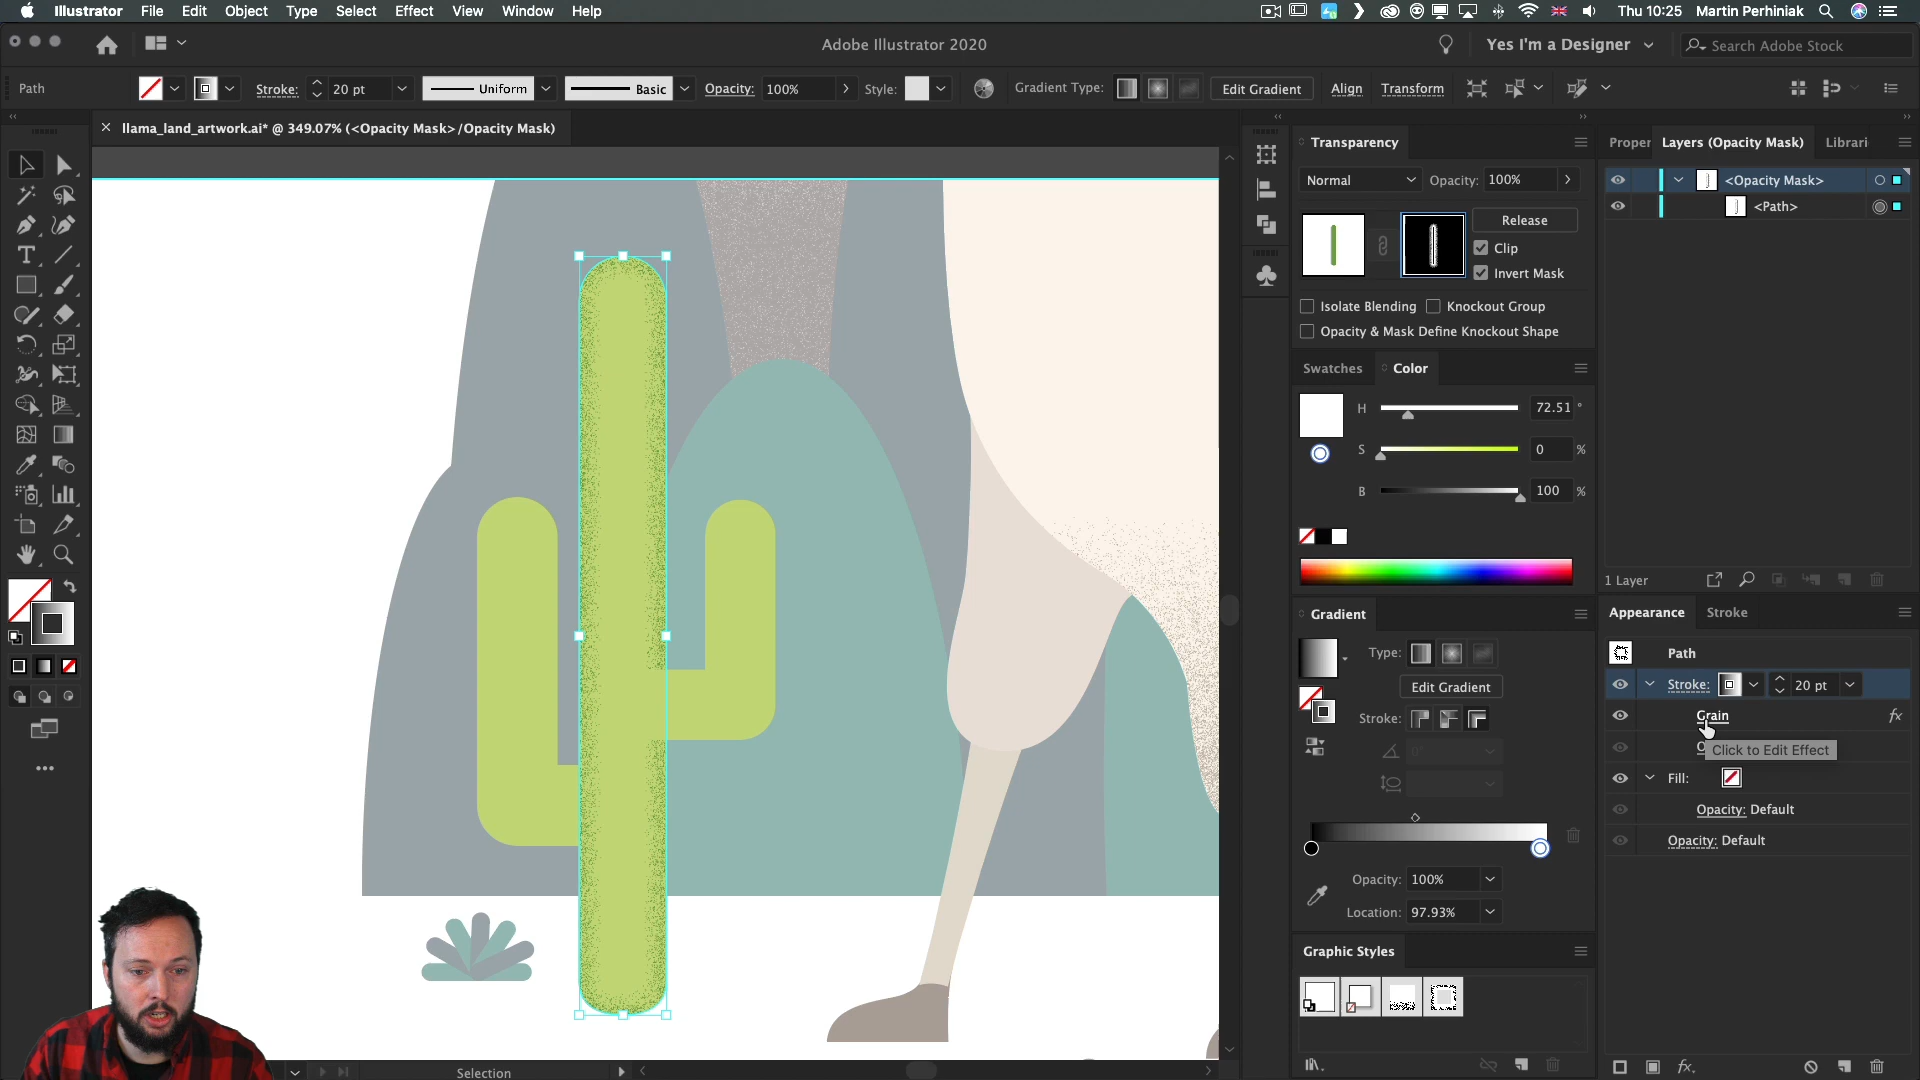 Illustrator File Edit Object Type Select Effect View Window Help
Thu 10:25 Martin Perhiniak
Adobe Illustrator 2020
Yes I'm a Designer
Search Adobe Stock
Path
Stroke: 20 pt
Uniform
Basic
Opacity: 100%
Style:
Gradient Type:
Edit Gradient
Align
Transform
llama_land_artwork.ai* @ 349.07% (<Opacity Mask>/Opacity Mask)
Transparency
Normal
Opacity: 100%
Release
Clip
Invert Mask
Isolate Blending
Knockout Group
Opacity & Mask Define Knockout Shape
Swatches
Color
H 72.51 °
S 0 %
B 100 %
Gradient
Type:
Edit Gradient
Stroke:
0°
Opacity: 100%
Location: 97.93%
Graphic Styles
Proper
Layers (Opacity Mask)
Librari
<Opacity Mask>
<Path>
1 Layer
Appearance
Stroke
Path
Stroke: 20 pt
Grain
fx
Click to Edit Effect
Fill:
Opacity: Default
Opacity: Default
fx
Selection